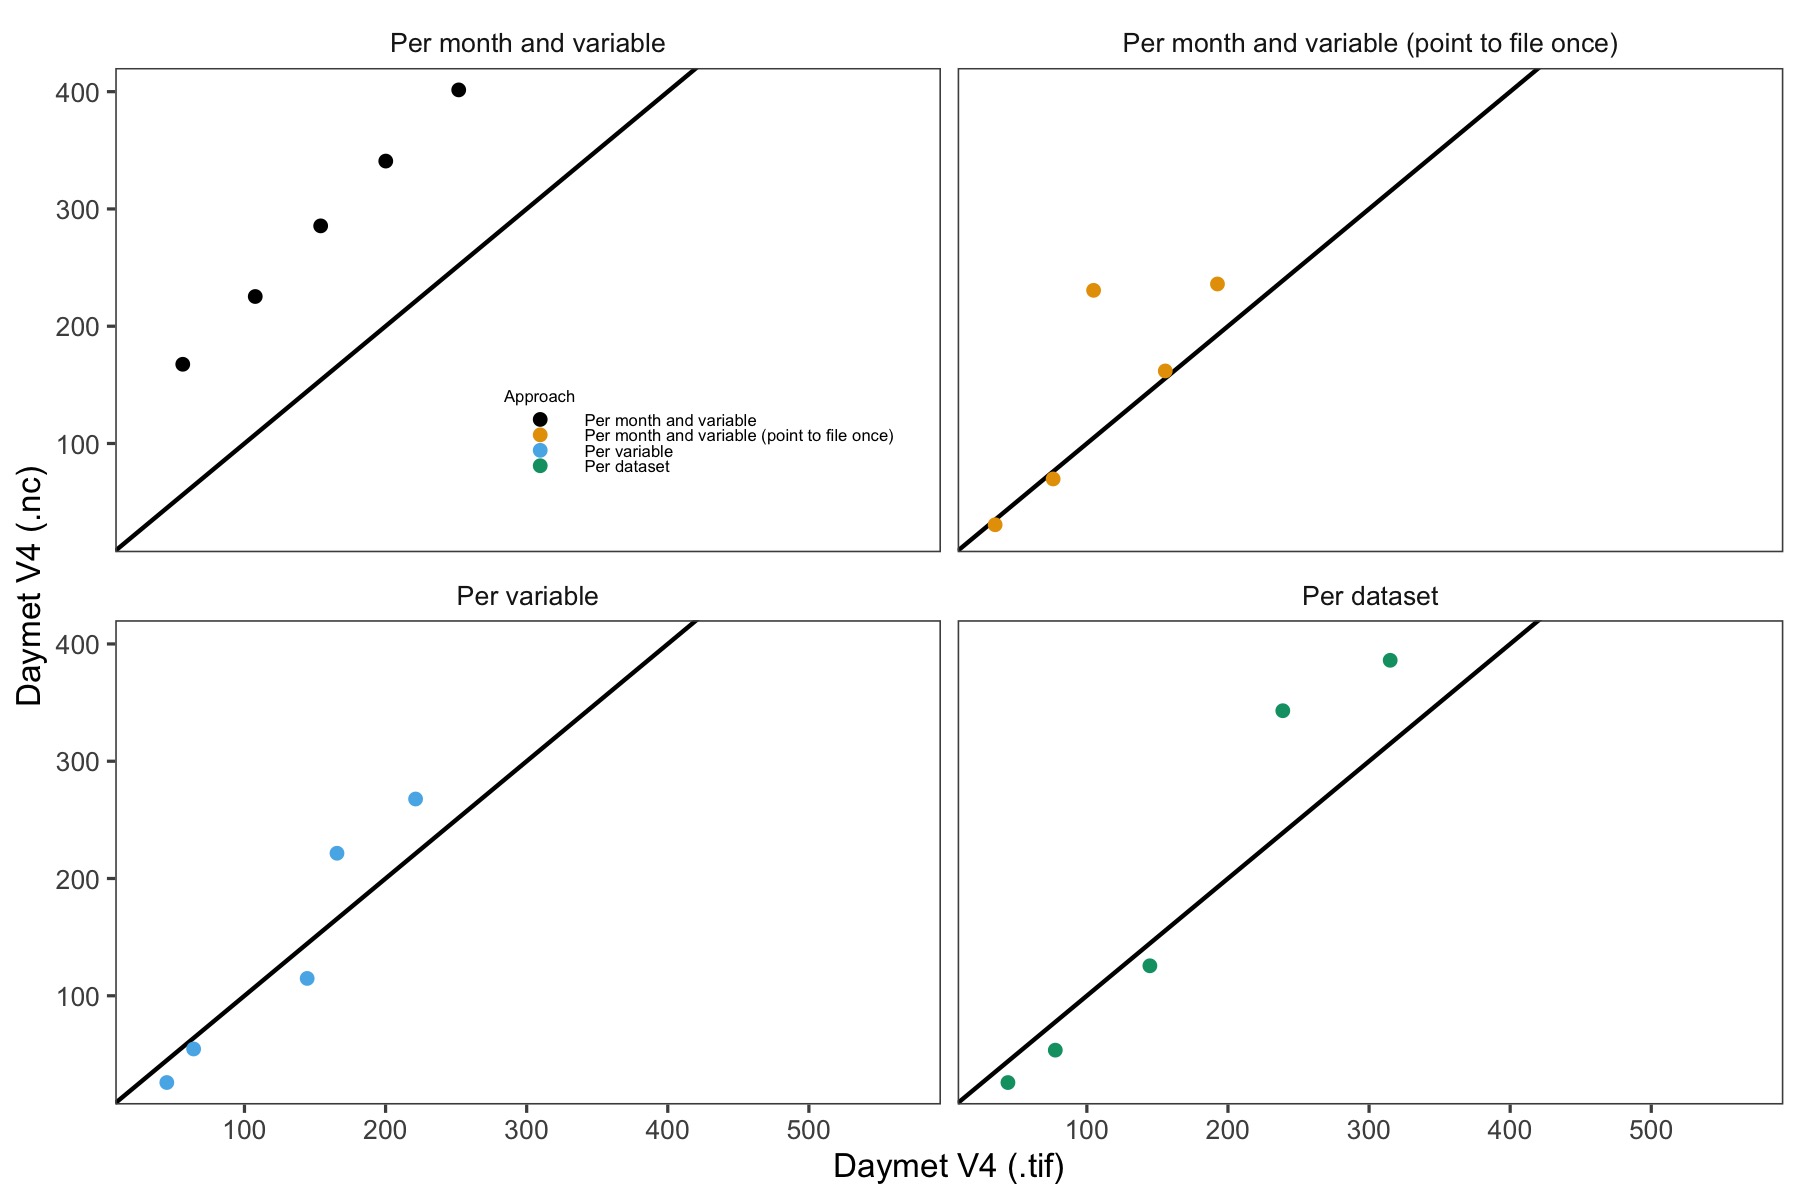 Per month and variable
Per month and variable (point to file once)
400
300
200
100
Approach
Per month and variable
Per month and variable (point to file once)
Per variable
Per dataset
Daymet V4 (.nc)
Per variable
Per dataset
400
300
200
100
100 200 300 400 500
100 200 300 400 500
Daymet V4 (.tif)